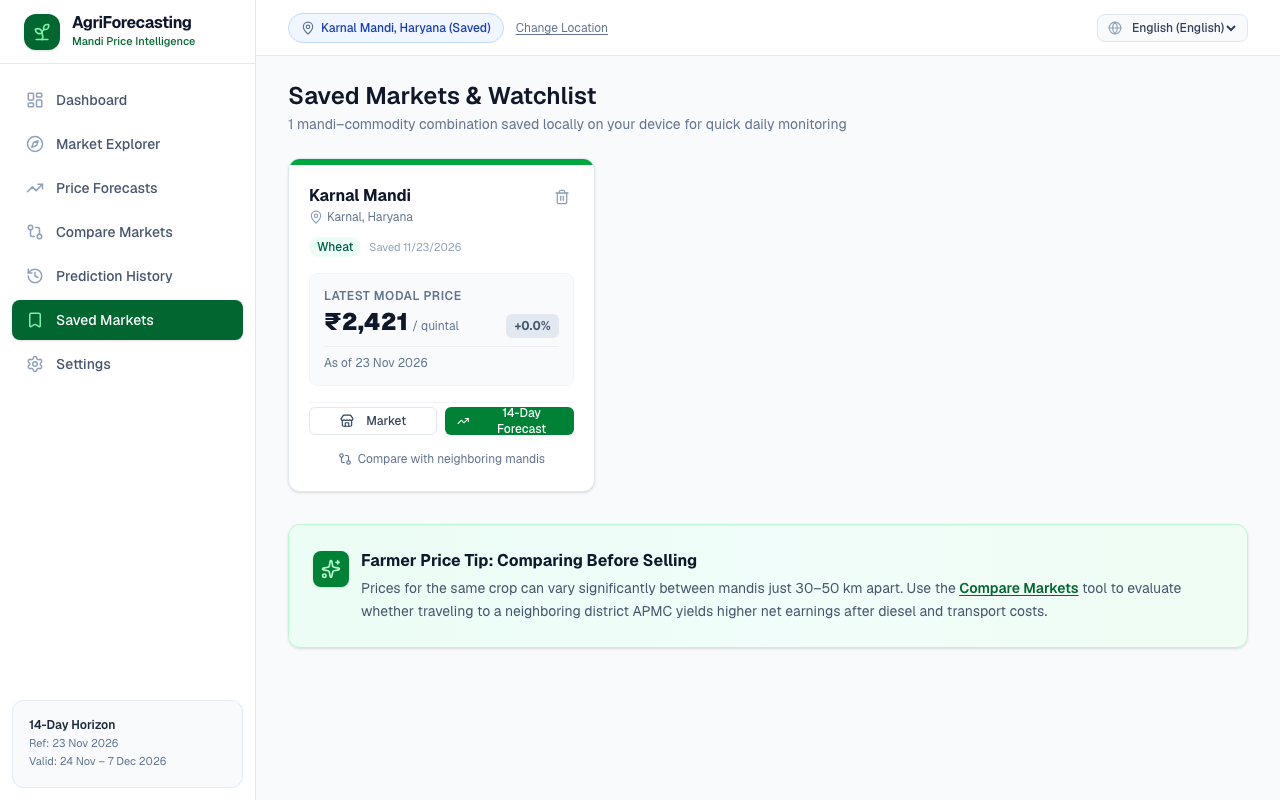 AgriForecasting
Mandi Price Intelligence
Dashboard
Market Explorer
Price Forecasts
Compare Markets
Prediction History
Saved Markets
Settings
14-Day Horizon
Ref: 23 Nov 2026
Valid: 24 Nov – 7 Dec 2026
Karnal Mandi, Haryana (Saved)
Change Location
English (English)
Saved Markets & Watchlist
1 mandi–commodity combination saved locally on your device for quick daily monitoring
Karnal Mandi
Karnal, Haryana
Wheat
Saved 11/23/2026
LATEST MODAL PRICE
₹2,421 / quintal
+0.0%
As of 23 Nov 2026
Market
14-Day
Forecast
Compare with neighboring mandis
Farmer Price Tip: Comparing Before Selling
Prices for the same crop can vary significantly between mandis just 30–50 km apart. Use the Compare Markets tool to evaluate
whether traveling to a neighboring district APMC yields higher net earnings after diesel and transport costs.